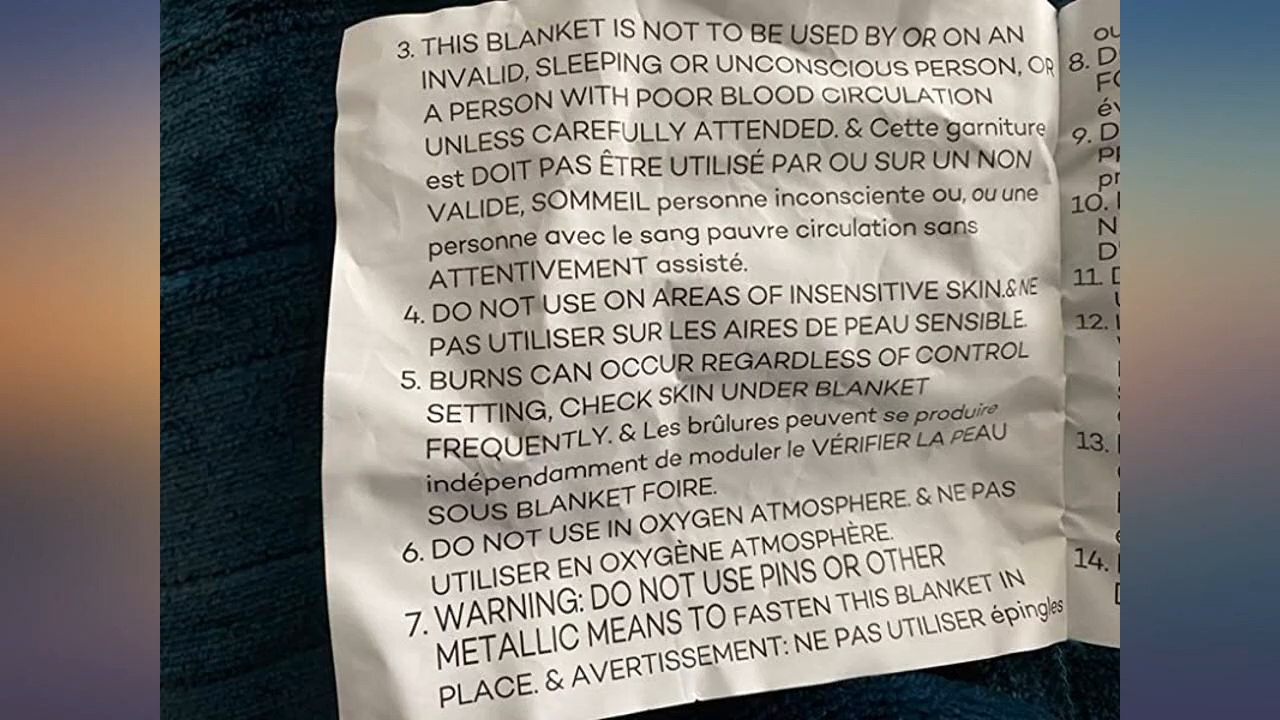 3. THIS BLANKET IS NOT TO BE USED BY OR ON AN
INVALID, SLEEPING OR UNCONSCIOUS PERSON, OR
A PERSON WITH POOR BLOOD CIRCULATION
UNLESS CAREFULLY ATTENDED. & Cette garniture
est DOIT PAS ÊTRE UTILISÉ PAR OU SUR UN NON
VALIDE, SOMMEIL personne inconsciente ou, ou une
personne avec le sang pauvre circulation sans
ATTENTIVEMENT assisté.
4. DO NOT USE ON AREAS OF INSENSITIVE SKIN.& NE
PAS UTILISER SUR LES AIRES DE PEAU SENSIBLE.
5. BURNS CAN OCCUR REGARDLESS OF CONTROL
SETTING, CHECK SKIN UNDER BLANKET
FREQUENTLY. & Les brûlures peuvent se produire
indépendamment de moduler le VÉRIFIER LA PEAU
SOUS BLANKET FOIRE.
6. DO NOT USE IN OXYGEN ATMOSPHERE. & NE PAS
UTILISER EN OXYGÈNE ATMOSPHÈRE.
7. WARNING: DO NOT USE PINS OR OTHER
METALLIC MEANS TO FASTEN THIS BLANKET IN
PLACE. & AVERTISSEMENT: NE PAS UTILISER épingles
8.
9.
10.
11.
12.
13.
14.